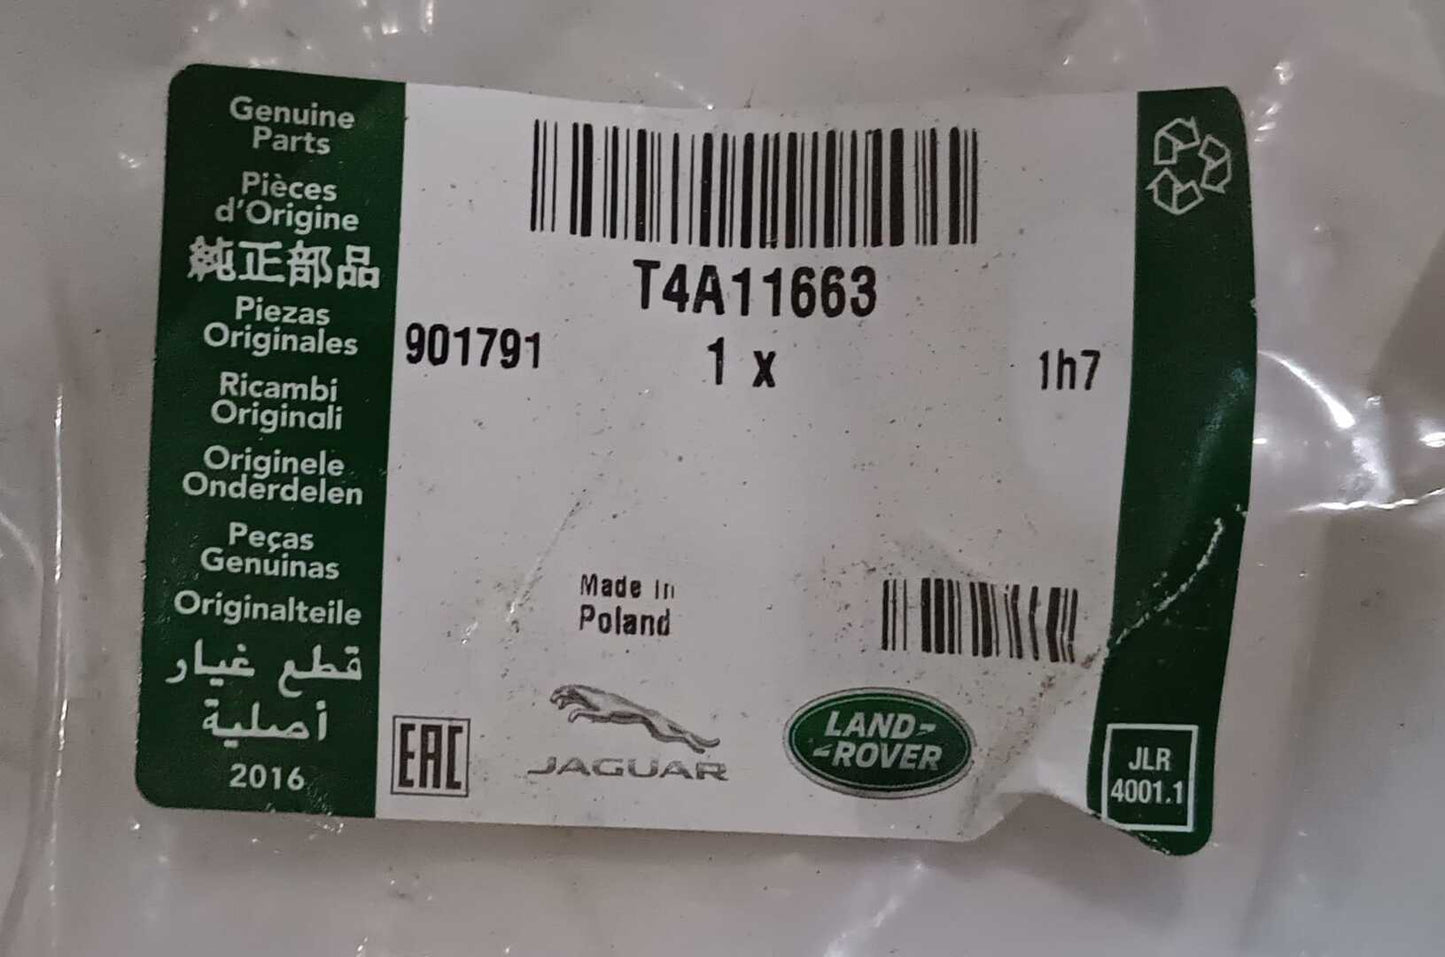 Genuine
Parts
Pièces
d'Origine
純正部品
Piezas
Originales
Ricambi
Originali
Originele
Onderdelen
Peças
Genuinas
Originalteile
قطع غيار
أصلية
2016
T4A11663
901791 1 x 1h7
Made in
Poland
EAC
JAGUAR
LAND-
-ROVER
JLR
4001.1